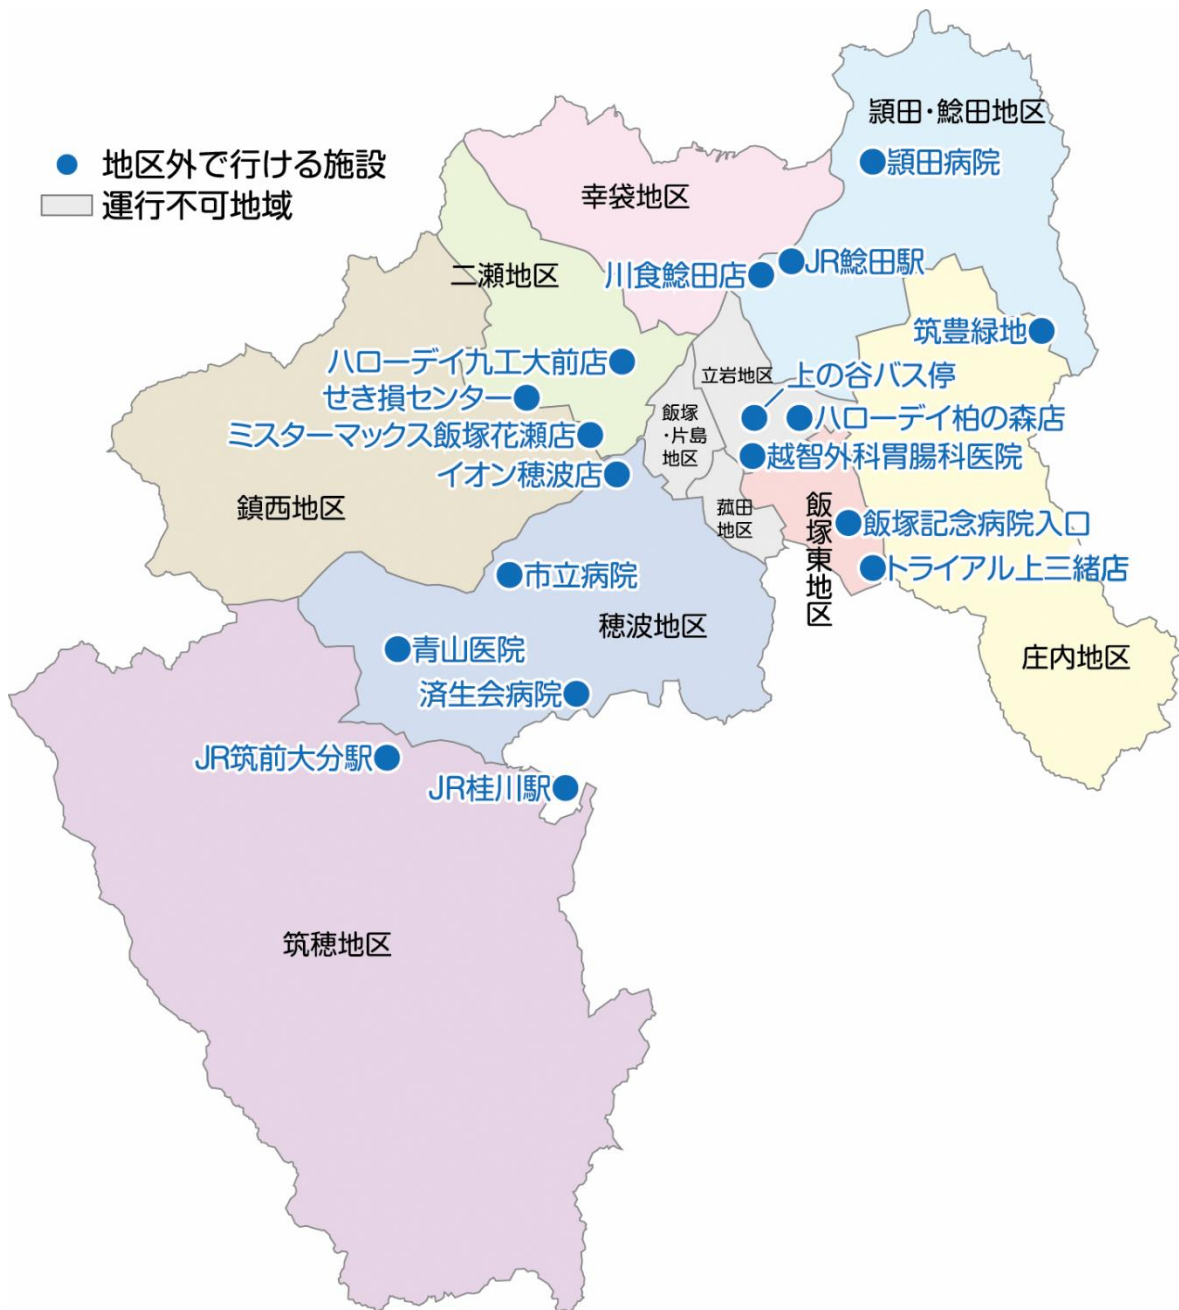 地区外で行ける施設
運行不可地域
頴田・鯰田地区
頴田病院
幸袋地区
JR鯰田駅
川食鯰田店
二瀬地区
筑豊緑地
ハローデイ九工大前店
立岩地区
上の谷バス停
せき損センター
飯塚
・片島
地区
ハローデイ柏の森店
ミスターマックス飯塚花瀬店
越智外科胃腸科医院
イオン穂波店
鎮西地区
菰田
地区
飯塚東地区
飯塚記念病院入口
トライアル上三緒店
市立病院
穂波地区
庄内地区
青山医院
済生会病院
JR筑前大分駅
JR桂川駅
筑穂地区